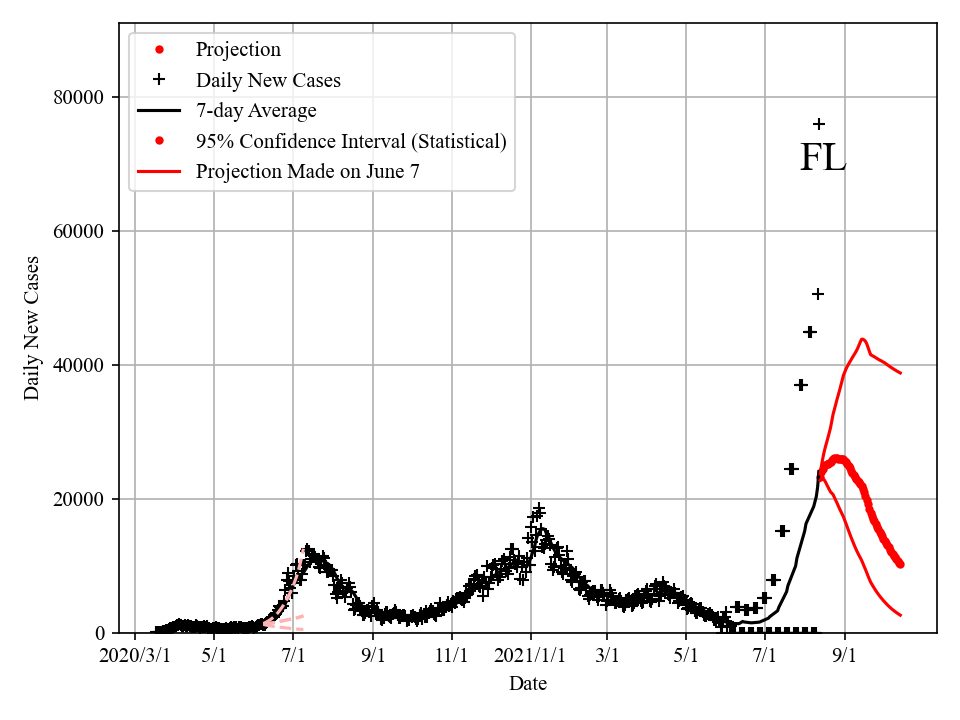 Projection
Daily New Cases
7-day Average
95% Confidence Interval (Statistical)
Projection Made on June 7
FL
Daily New Cases
80000
60000
40000
20000
0
2020/3/1 5/1 7/1 9/1 11/1 2021/1/1 3/1 5/1 7/1 9/1
Date